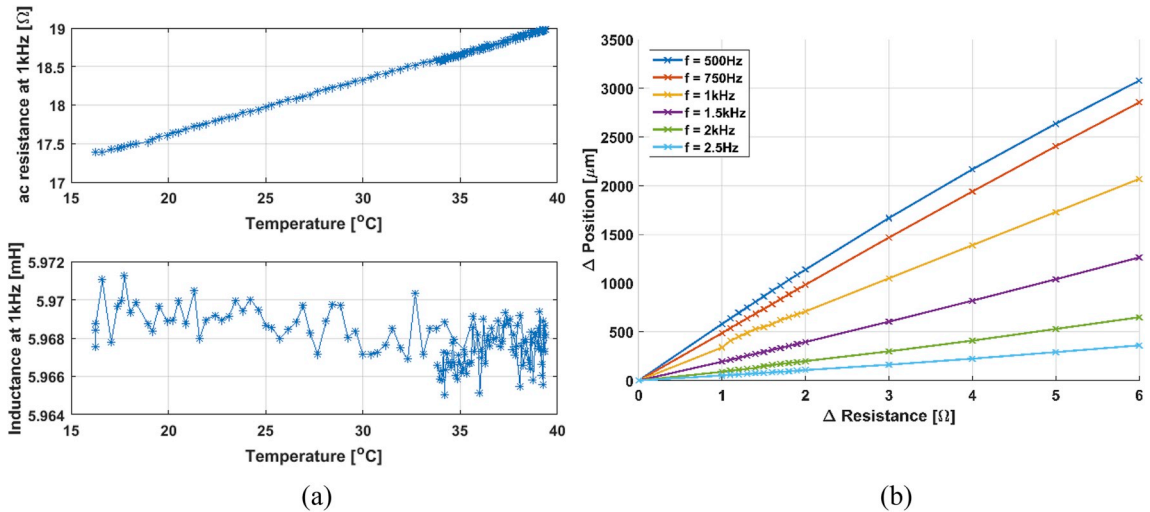 ac resistance at 1kHz [Ω]
19
18.5
18
17.5
17
15 20 25 30 35 40
Temperature [°C]
Inductance at 1kHz [mH]
5.972
5.97
5.968
5.966
5.964
15 20 25 30 35 40
Temperature [°C]
(a)
Δ Position [μm]
3500
3000
2500
2000
1500
1000
500
0
f = 500Hz
f = 750Hz
f = 1kHz
f = 1.5kHz
f = 2kHz
f = 2.5Hz
0 1 2 3 4 5 6
Δ Resistance [Ω]
(b)